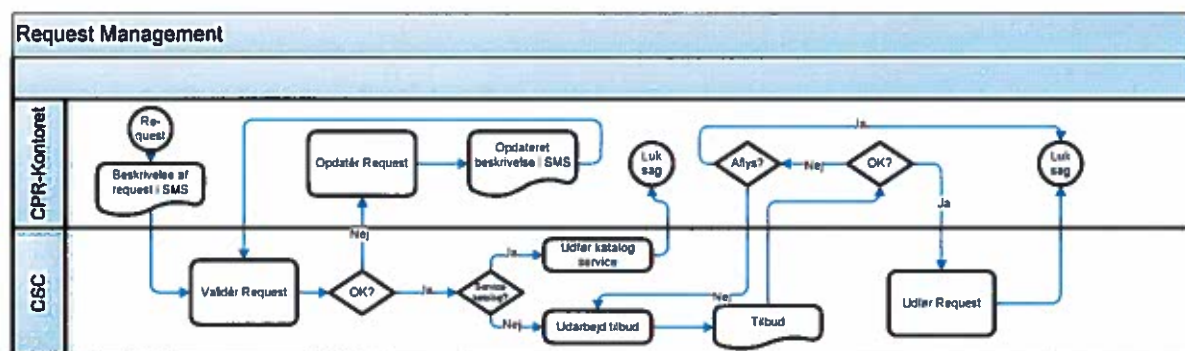 Request Management
CPR-Kontoret
Re-
quest
Beskrivelse af
request i SMS
Opdatér Request
Opdateret
beskrivelse i SMS
Luk
sag
Aflys?
Nej
OK?
Ja
Luk
sag
Ja
Nej
CSC
Validér Request
OK?
Ja
Service
katalog?
Ja
Udfør katalog
service
Nej
Udarbejd tilbud
Nej
Tilbud
Udfør Request